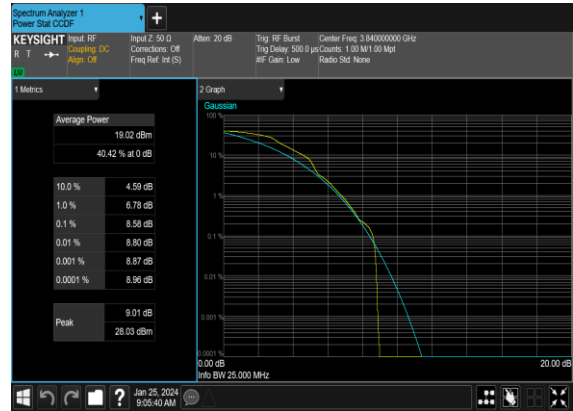 Spectrum Analyzer 1
Power Stat CCDF
+
KEYSIGHT
R T
LXI
Input: RF
Coupling: DC
Align: Off
Input Z: 50 Ω
Corrections: Off
Freq Ref: Int (S)
Atten: 20 dB
Trig: RF Burst
Trig Delay: 500.0 µs
#IF Gain: Low
Center Freq: 3.840000000 GHz
Counts: 1.00 M/1.00 Mpt
Radio Std: None
1 Metrics
Average Power
19.02 dBm
40.42 % at 0 dB
10.0 % 4.59 dB
1.0 % 6.78 dB
0.1 % 8.58 dB
0.01 % 8.80 dB
0.001 % 8.87 dB
0.0001 % 8.96 dB
Peak
9.01 dB
28.03 dBm
2 Graph
Gaussian
100 %
10 %
1 %
0.1 %
0.01 %
0.001 %
0.0001 %
0.00 dB
20.00 dB
Info BW 25.000 MHz
?
Jan 25, 2024
9:05:40 AM